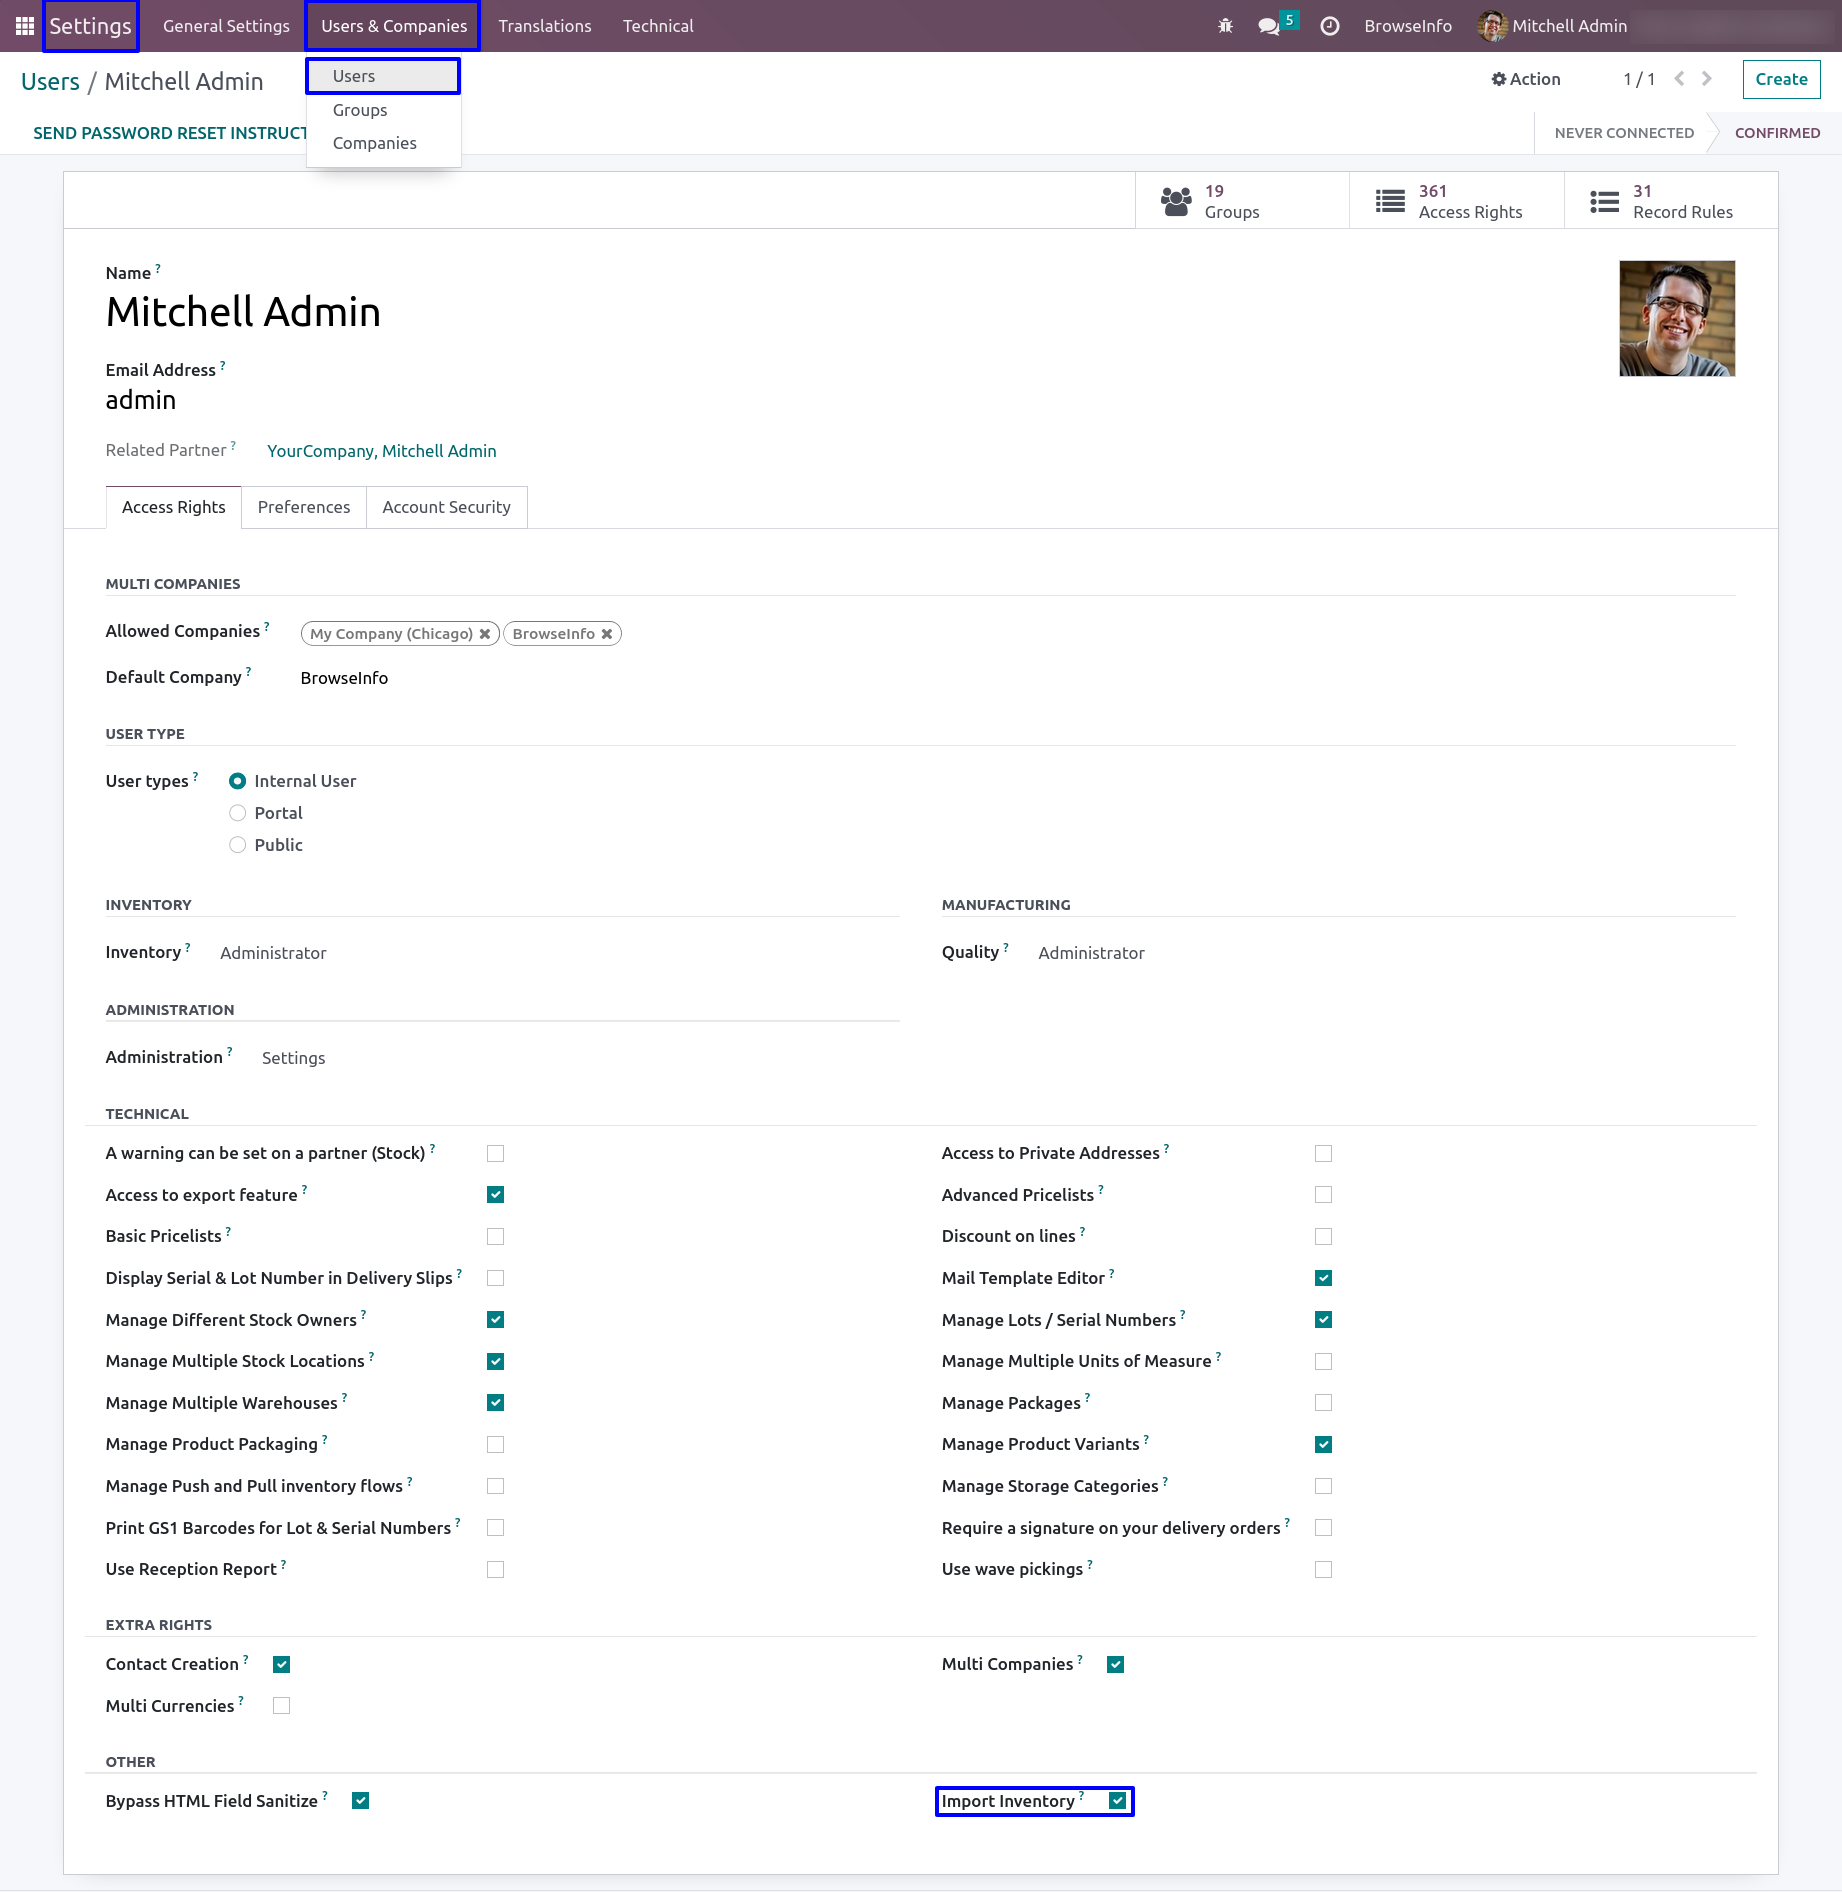 Settings General Settings Users & Companies Translations Technical 5 BrowseInfo Mitchell Admin
Users / Mitchell Admin
Users
Groups
Companies
Action 1 / 1 Create
SEND PASSWORD RESET INSTRUCT
NEVER CONNECTED CONFIRMED
19 Groups
361 Access Rights
31 Record Rules
Name ?
Mitchell Admin
Email Address ?
admin
Related Partner ? YourCompany, Mitchell Admin
Access Rights Preferences Account Security
MULTI COMPANIES
Allowed Companies ? My Company (Chicago) ✖ BrowseInfo ✖
Default Company ? BrowseInfo
USER TYPE
User types ? Internal User
Portal
Public
INVENTORY MANUFACTURING
Inventory ? Administrator Quality ? Administrator
ADMINISTRATION
Administration ? Settings
TECHNICAL
A warning can be set on a partner (Stock) ? Access to Private Addresses ?
Access to export feature ? Advanced Pricelists ?
Basic Pricelists ? Discount on lines ?
Display Serial & Lot Number in Delivery Slips ? Mail Template Editor ?
Manage Different Stock Owners ? Manage Lots / Serial Numbers ?
Manage Multiple Stock Locations ? Manage Multiple Units of Measure ?
Manage Multiple Warehouses ? Manage Packages ?
Manage Product Packaging ? Manage Product Variants ?
Manage Push and Pull inventory flows ? Manage Storage Categories ?
Print GS1 Barcodes for Lot & Serial Numbers ? Require a signature on your delivery orders ?
Use Reception Report ? Use wave pickings ?
EXTRA RIGHTS
Contact Creation ? Multi Companies ?
Multi Currencies ?
OTHER
Bypass HTML Field Sanitize ? Import Inventory ?